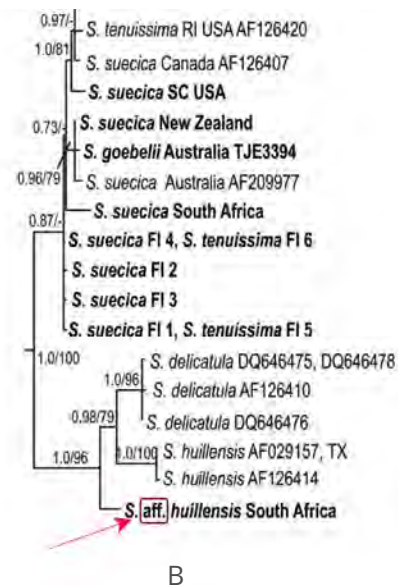 0.97/-
S. tenuissima RI USA AF126420
1.0/81
S. suecica Canada AF126407
S. suecica SC USA
S. suecica New Zealand
0.73/-
S. goebelii Australia TJE3394
0.96/79
S. suecica Australia AF209977
S. suecica South Africa
0.87/-
S. suecica FI 4, S. tenuissima FI 6
S. suecica FI 2
S. suecica FI 3
S. suecica FI 1, S. tenuissima FI 5
1.0/100
S. delicatula DQ646475, DQ646478
1.0/96
S. delicatula AF126410
0.98/79
S. delicatula DQ646476
1.0/100
S. huillensis AF029157, TX
1.0/96
S. huillensis AF126414
S. aff. huillensis South Africa
B